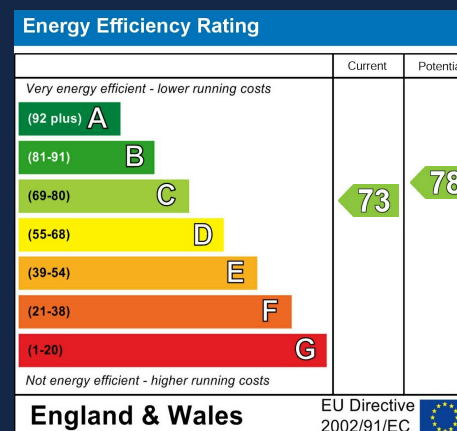 Energy Efficiency Rating
Current Potentia
Very energy efficient - lower running costs
(92 plus) A
(81-91) B
(69-80) C
73 78
(55-68) D
(39-54) E
(21-38) F
(1-20) G
Not energy efficient - higher running costs
England & Wales
EU Directive
2002/91/EC